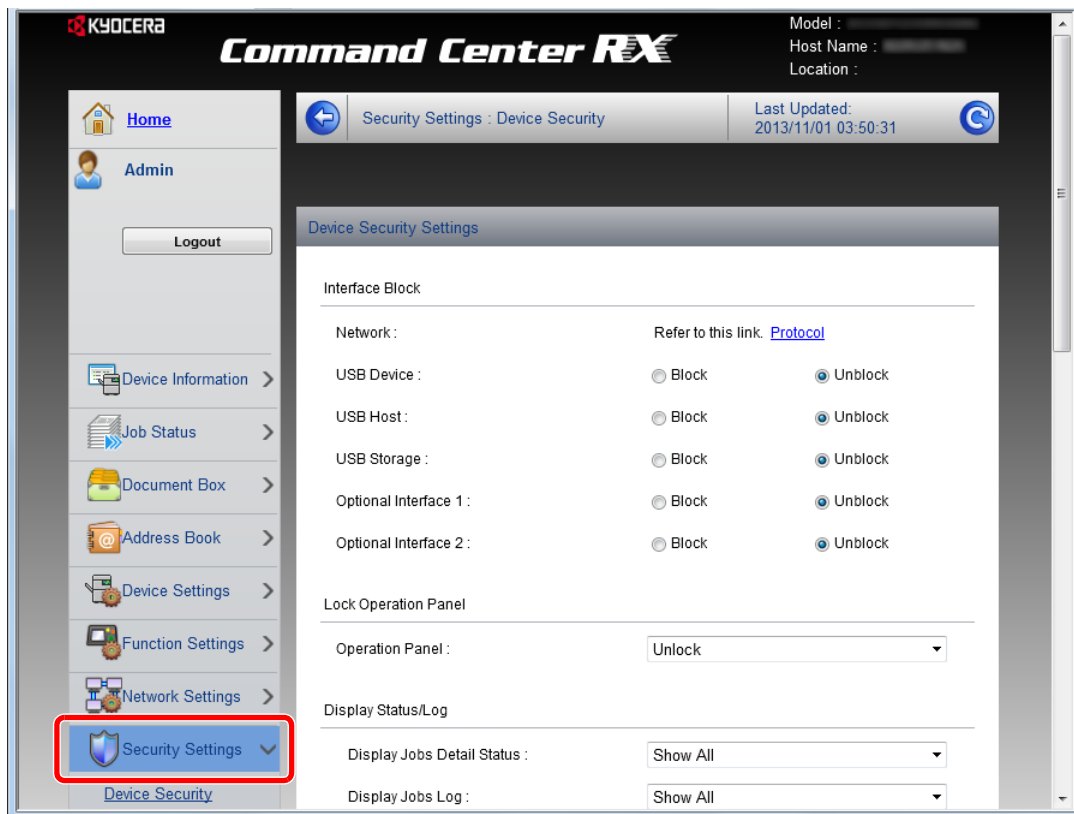 KYOCERA
Command Center RX
Model :
Host Name :
Location :
Home
Admin
Logout
Device Information
Job Status
Document Box
Address Book
Device Settings
Function Settings
Network Settings
Security Settings
Device Security
Security Settings : Device Security
Last Updated:
2013/11/01 03:50:31
Device Security Settings
Interface Block
Network : Refer to this link. Protocol
USB Device : Block Unblock
USB Host : Block Unblock
USB Storage : Block Unblock
Optional Interface 1 : Block Unblock
Optional Interface 2 : Block Unblock
Lock Operation Panel
Operation Panel : Unlock
Display Status/Log
Display Jobs Detail Status : Show All
Display Jobs Log : Show All